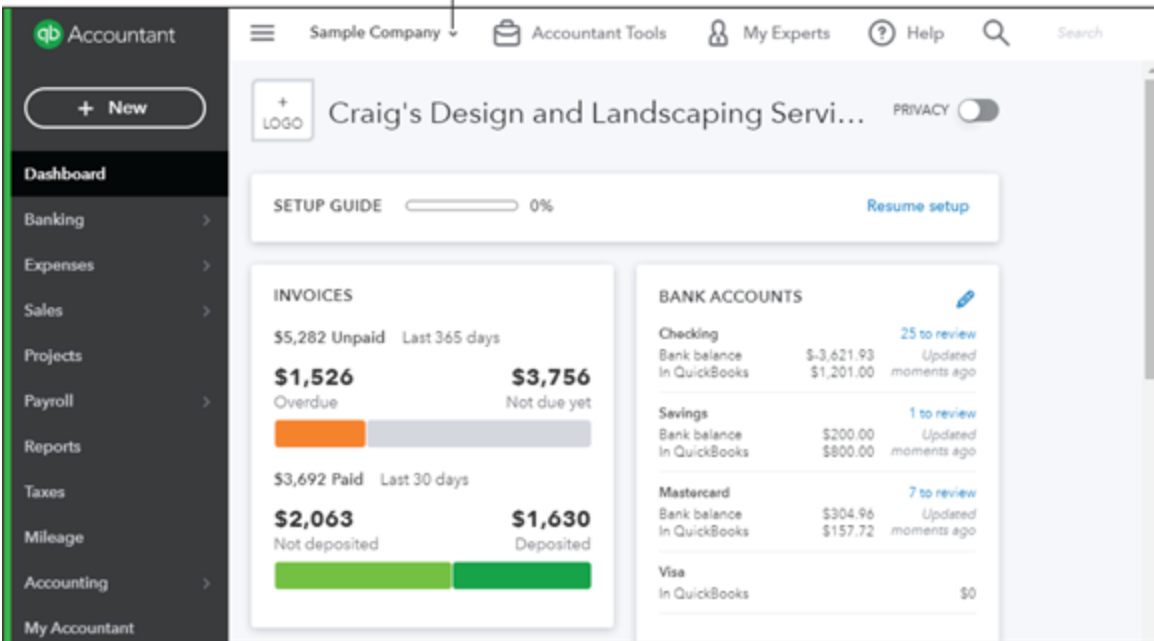 qb Accountant
Sample Company
Accountant Tools
My Experts
? Help
Search
+ New
Dashboard
Banking
Expenses
Sales
Projects
Payroll
Reports
Taxes
Mileage
Accounting
My Accountant
+
LOGO
Craig's Design and Landscaping Servi...
PRIVACY
SETUP GUIDE 0%
Resume setup
INVOICES
$5,282 Unpaid Last 365 days
$1,526 $3,756
Overdue Not due yet
$3,692 Paid Last 30 days
$2,063 $1,630
Not deposited Deposited
BANK ACCOUNTS
Checking 25 to review
Bank balance $-3,621.93 Updated
In QuickBooks $1,201.00 moments ago
Savings 1 to review
Bank balance $200.00 Updated
In QuickBooks $800.00 moments ago
Mastercard 7 to review
Bank balance $304.96 Updated
In QuickBooks $157.72 moments ago
Visa
In QuickBooks $0